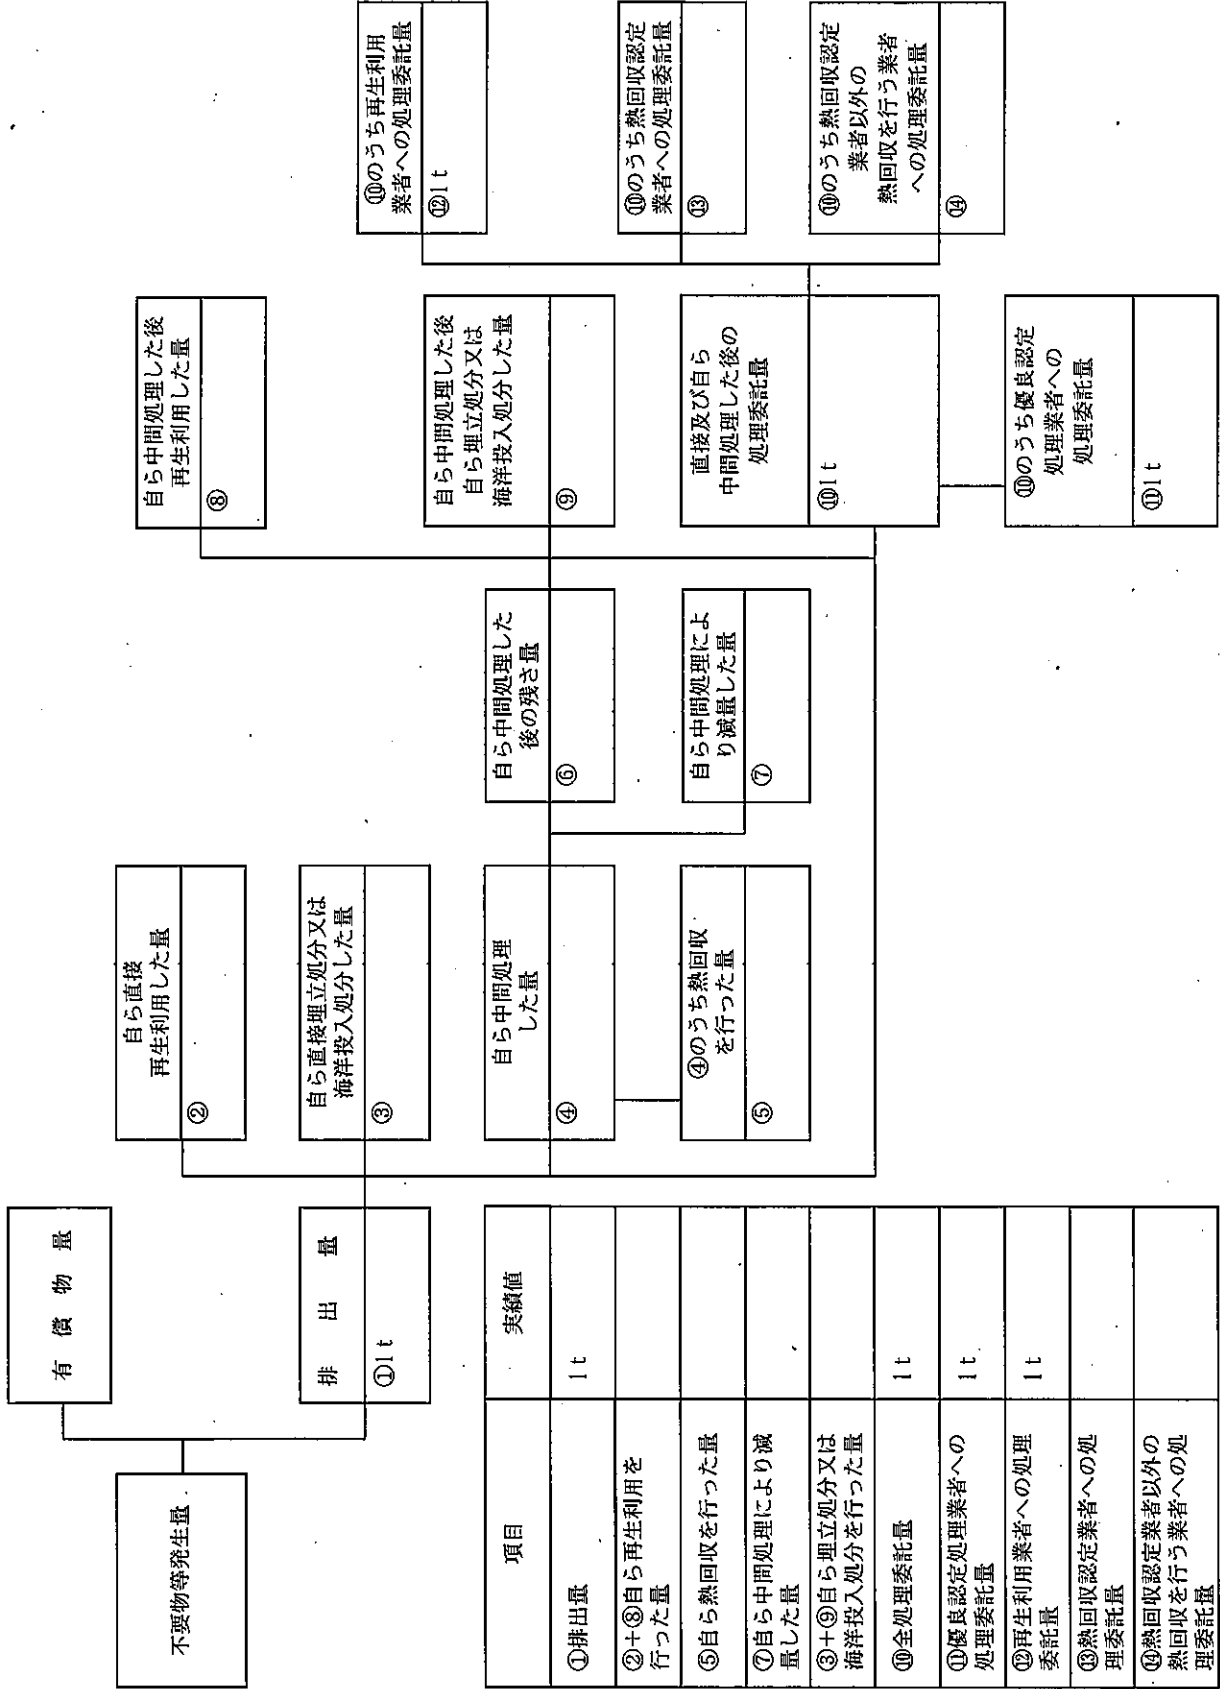 不要物等発生量
有償物量
排出量
①1t
自ら直接
再生利用した量
②
自ら直接埋立処分又は
海洋投入処分した量
③
自ら中間処理
した量
④
④のうち熱回収
を行った量
⑤
自ら中間処理した
後の残さ量
⑥
自ら中間処理によ
り減量した量
⑦
自ら中間処理した後
再生利用した量
⑧
自ら中間処理した後
自ら埋立処分又は
海洋投入処分した量
⑨
直接及び自ら
中間処理した後の
処理委託量
⑩1t
⑩のうち優良認定
処理業者への
処理委託量
⑪1t
⑩のうち再生利用
業者への処理委託量
⑫1t
⑩のうち熱回収認定
業者への処理委託量
⑬
⑩のうち熱回収認定
業者以外の
熱回収を行う業者
への処理委託量
⑭
項目 実績値
①排出量 1t
②+⑧自ら再生利用を
行った量
⑤自ら熱回収を行った量
⑦自ら中間処理により減
量した量
③+⑨自ら埋立処分又は
海洋投入処分を行った量
⑩全処理委託量 1t
⑪優良認定処理業者への
処理委託量 1t
⑫再生利用業者への処理
委託量 1t
⑬熱回収認定業者への処
理委託量
⑭熱回収認定業者以外の
熱回収を行う業者への処
理委託量